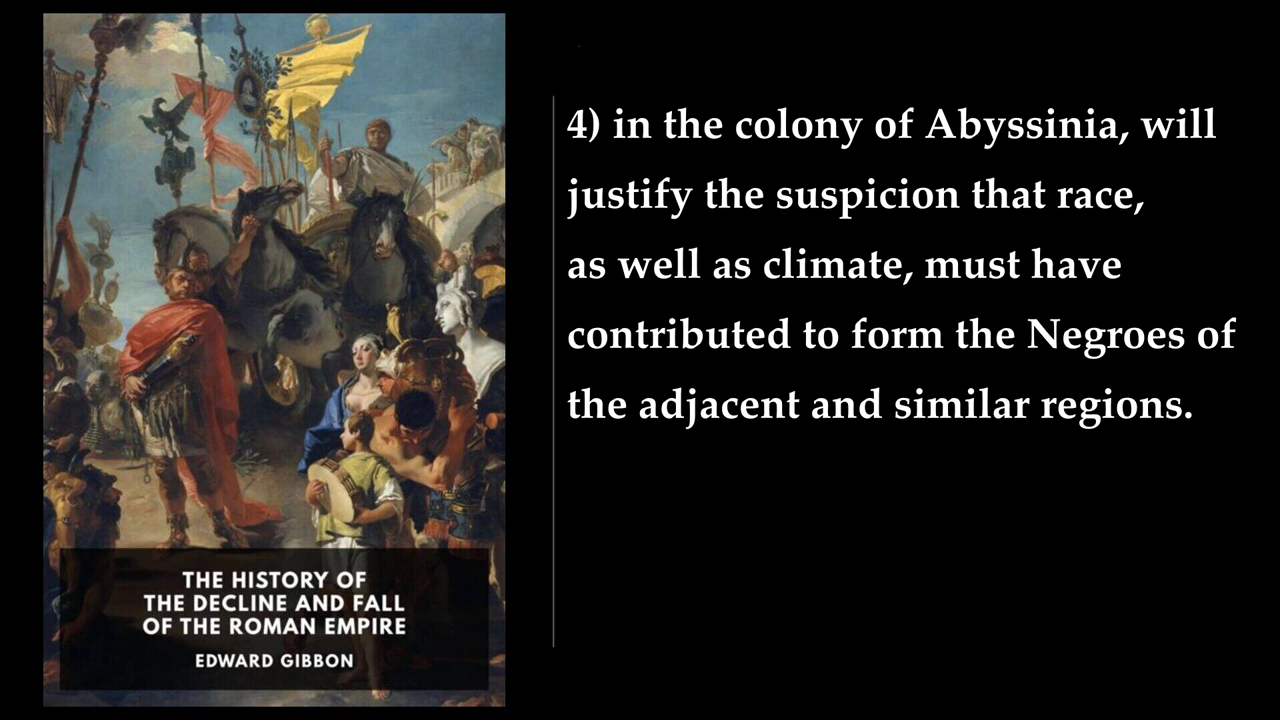 THE HISTORY OF
THE DECLINE AND FALL
OF THE ROMAN EMPIRE
EDWARD GIBBON
4) in the colony of Abyssinia, will
justify the suspicion that race,
as well as climate, must have
contributed to form the Negroes of
the adjacent and similar regions.